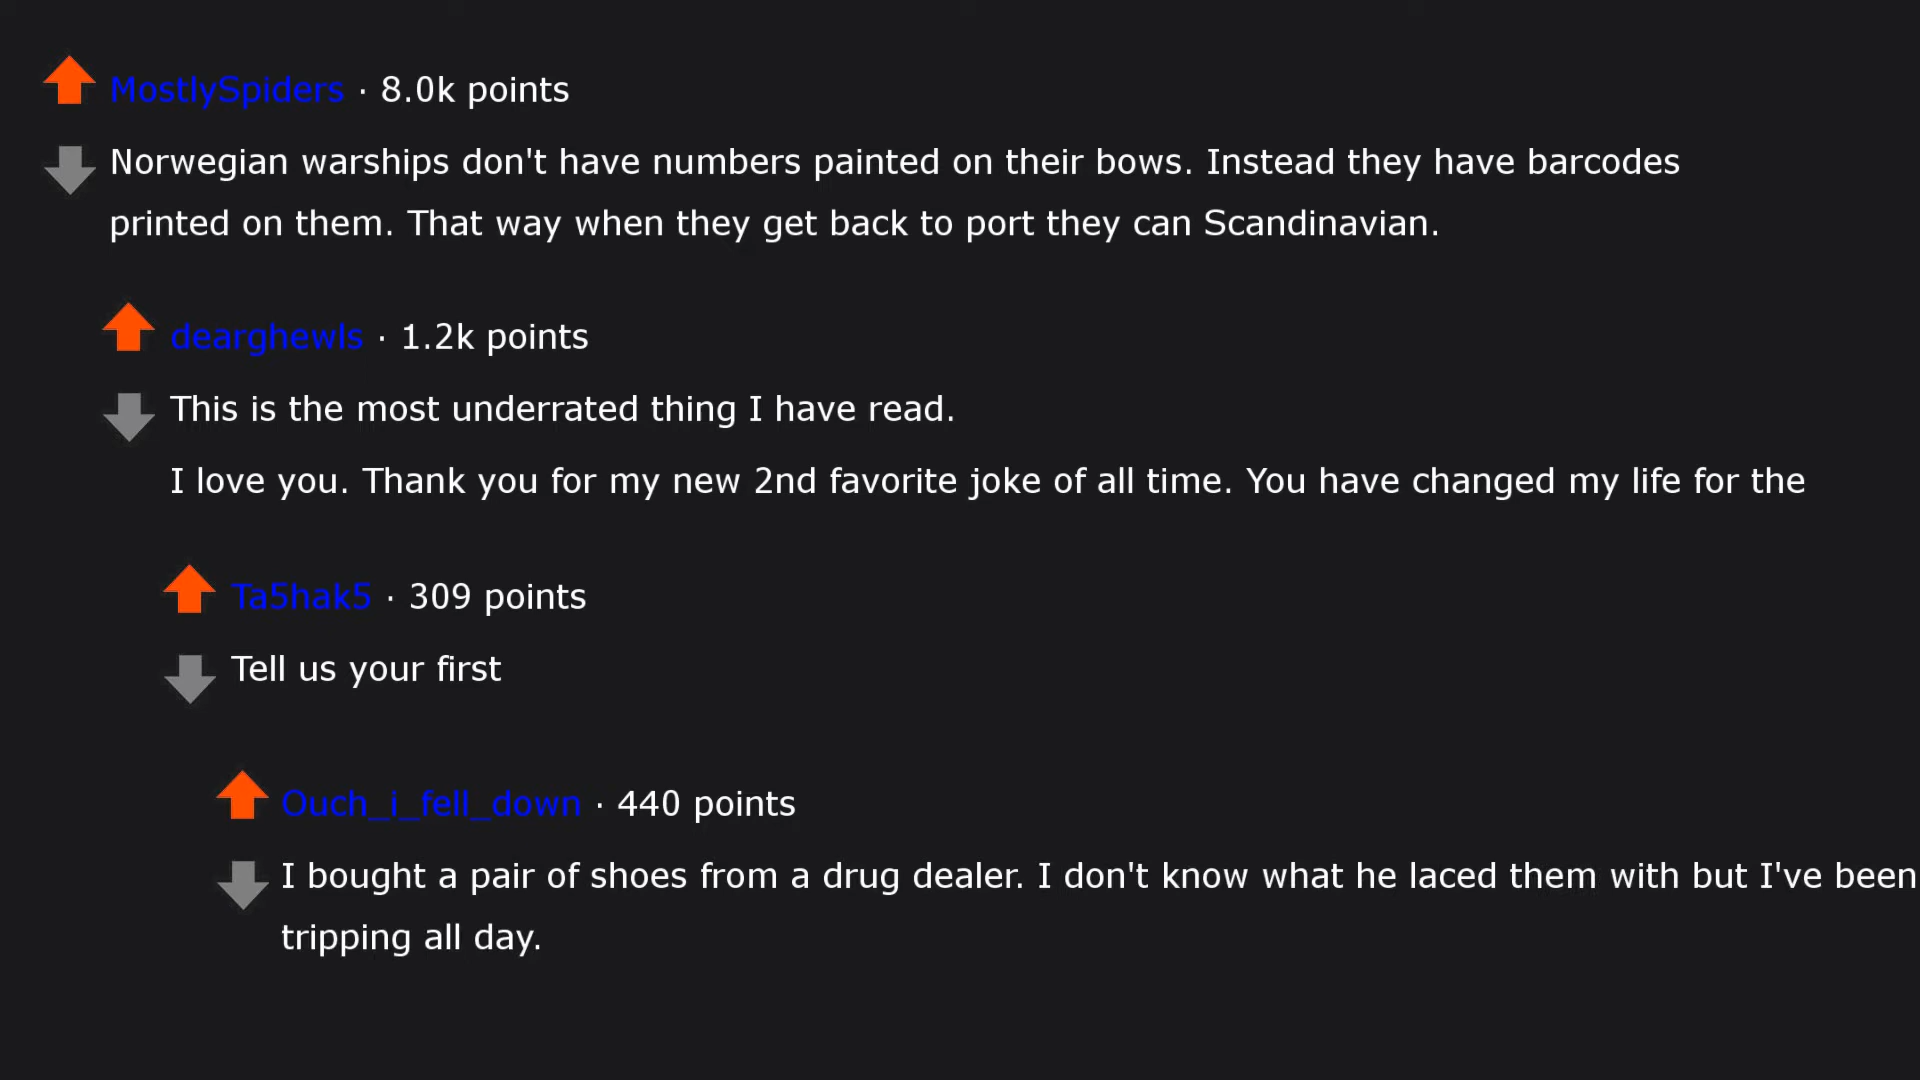 MostlySpiders · 8.0k points
Norwegian warships don't have numbers painted on their bows. Instead they have barcodes
printed on them. That way when they get back to port they can Scandinavian.
dearghewls · 1.2k points
This is the most underrated thing I have read.
I love you. Thank you for my new 2nd favorite joke of all time. You have changed my life for the
Ta5hak5 · 309 points
Tell us your first
Ouch_i_fell_down · 440 points
I bought a pair of shoes from a drug dealer. I don't know what he laced them with but I've been
tripping all day.